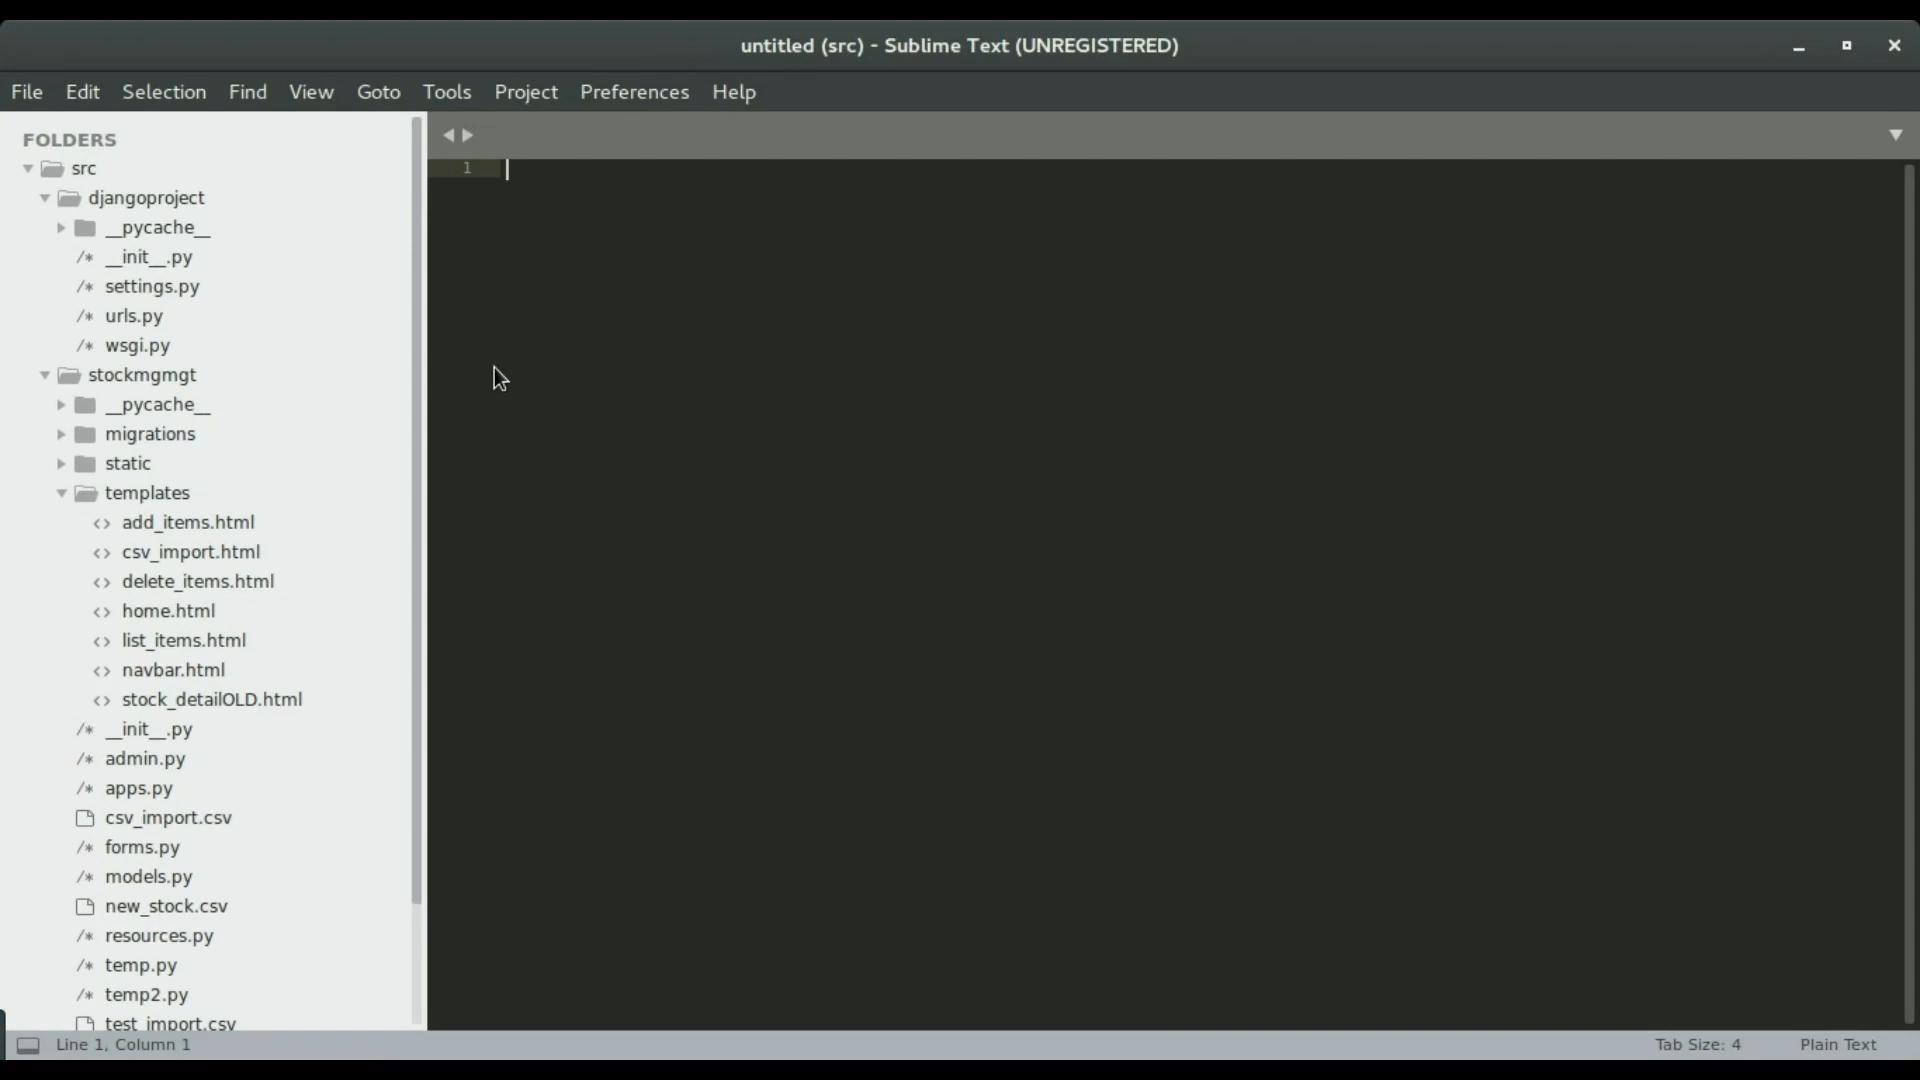 untitled (src) - Sublime Text (UNREGISTERED)
File Edit Selection Find View Goto Tools Project Preferences Help
FOLDERS
src
djangoproject
__pycache__
/* __init__.py
/* settings.py
/* urls.py
/* wsgi.py
stockmgmgt
__pycache__
migrations
static
templates
<> add_items.html
<> csv_import.html
<> delete_items.html
<> home.html
<> list_items.html
<> navbar.html
<> stock_detailOLD.html
/* __init__.py
/* admin.py
/* apps.py
csv_import.csv
/* forms.py
/* models.py
new_stock.csv
/* resources.py
/* temp.py
/* temp2.py
test_import.csv
1
Line 1, Column 1
Tab Size: 4
Plain Text